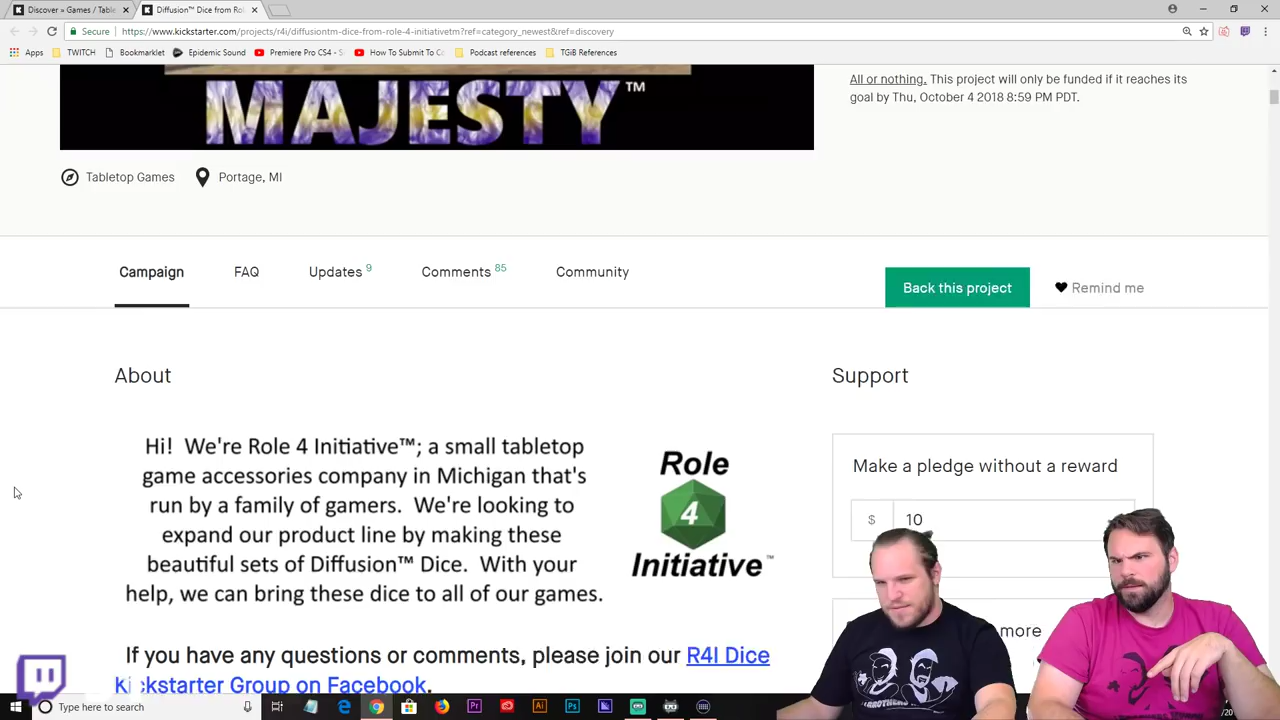 Discover » Games / Table
Diffusion™ Dice from Ro
Secure
https://www.kickstarter.com/projects/r4i/diffusiontm-dice-from-role-4-initiativetm?ref=category_newest&ref=discovery
Apps
TWITCH
Bookmarklet
Epidemic Sound
Premiere Pro CS4 -
How To Submit To C
Podcast references
TGiB References
MAJESTY™
All or nothing. This project will only be funded if it reaches its
goal by Thu, October 4 2018 8:59 PM PDT.
Tabletop Games
Portage, MI
Campaign
FAQ
Updates 9
Comments 85
Community
Back this project
Remind me
About
Support
Hi! We're Role 4 Initiative™; a small tabletop
game accessories company in Michigan that's
run by a family of gamers. We're looking to
expand our product line by making these
beautiful sets of Diffusion™ Dice. With your
help, we can bring these dice to all of our games.
Role
4
Initiative™
Make a pledge without a reward
$ 10
more
If you have any questions or comments, please join our R4I Dice
Kickstarter Group on Facebook.
Type here to search
/20